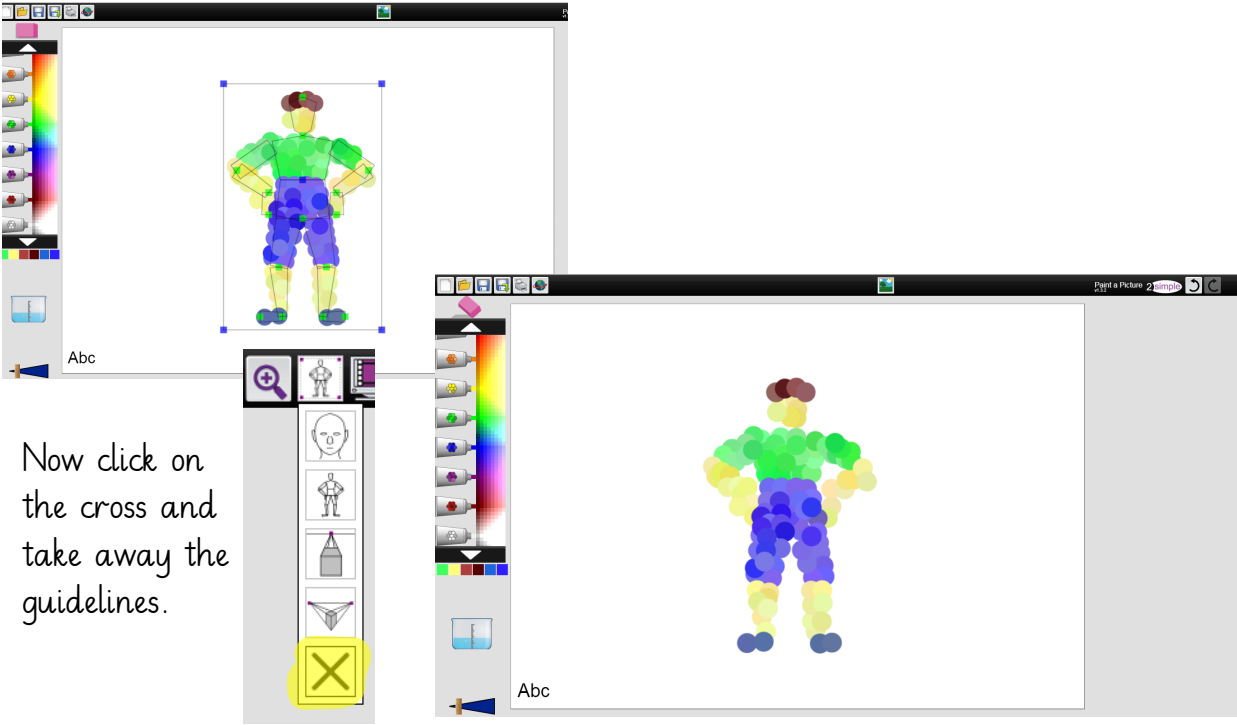 Abc
Now click on
the cross and
take away the
guidelines.
Paint a Picture 2simple
Abc